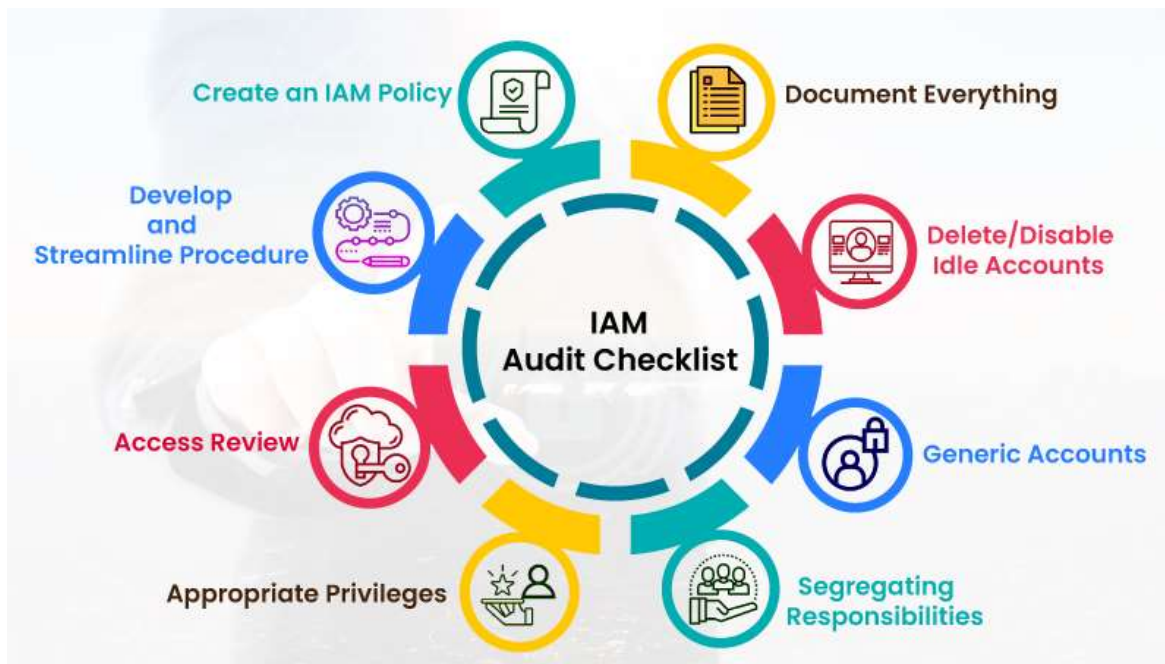 Create an IAM Policy
Document Everything
Develop
and
Streamline Procedure
Delete/Disable
Idle Accounts
IAM
Audit Checklist
Access Review
Generic Accounts
Appropriate Privileges
Segregating
Responsibilities